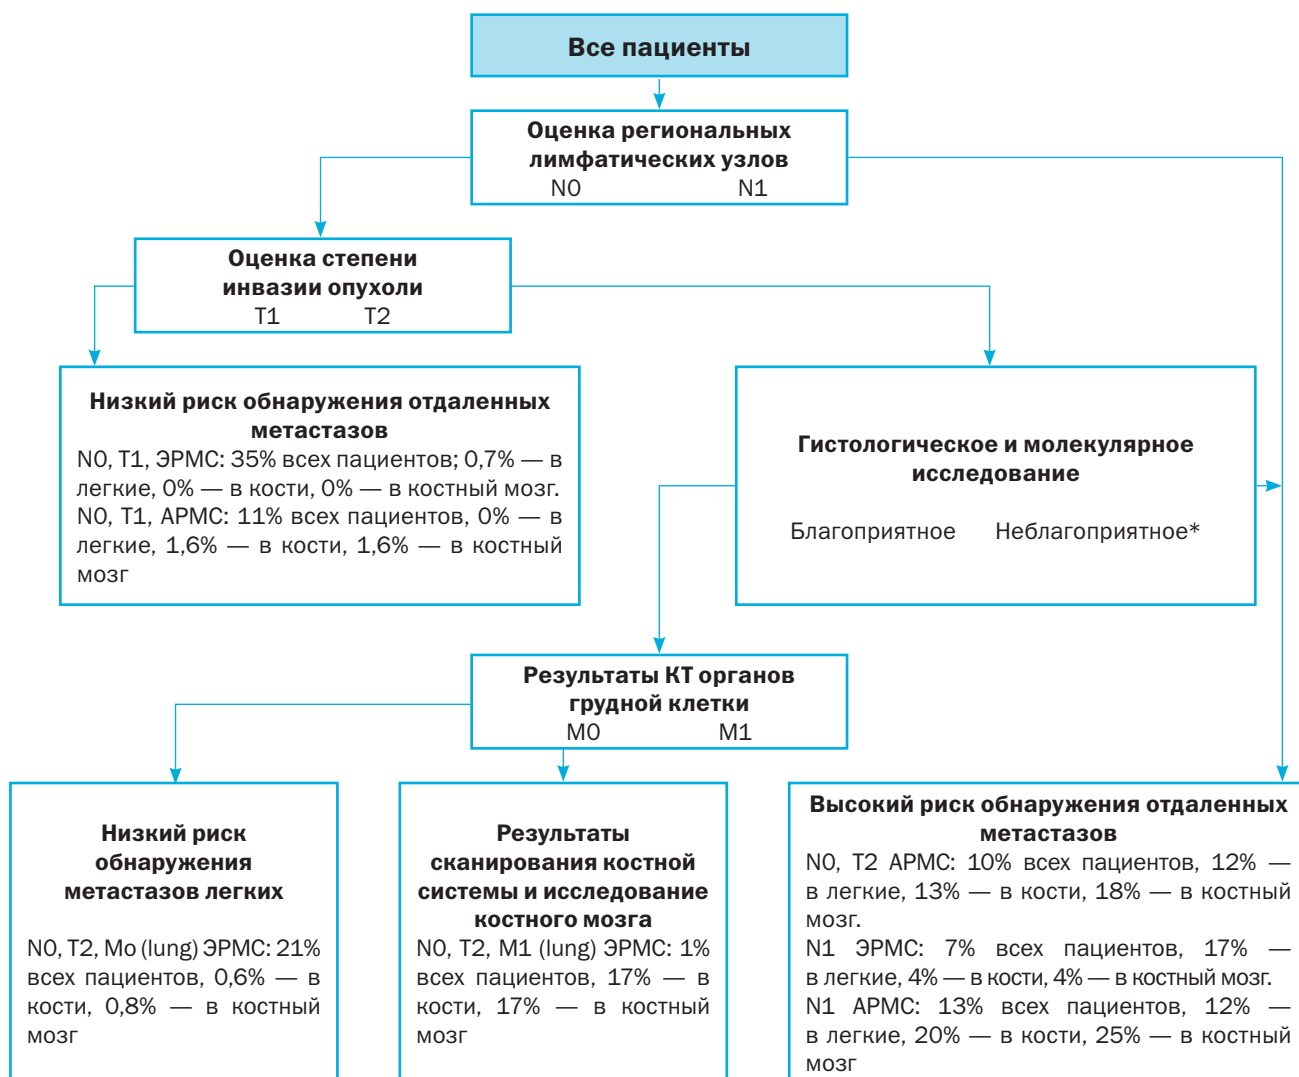 Все пациенты
Оценка региональных
лимфатических узлов
N0 N1
Оценка степени
инвазии опухоли
T1 T2
Низкий риск обнаружения отдаленных
метастазов
N0, T1, ЭРМС: 35% всех пациентов; 0,7% — в
легкие, 0% — в кости, 0% — в костный мозг.
N0, T1, АРМС: 11% всех пациентов, 0% — в
легкие, 1,6% — в кости, 1,6% — в костный
мозг
Гистологическое и молекулярное
исследование
Благоприятное Неблагоприятное*
Результаты КТ органов
грудной клетки
M0 M1
Низкий риск
обнаружения
метастазов легких
N0, T2, Mo (lung) ЭРМС: 21%
всех пациентов, 0,6% — в
кости, 0,8% — в костный
мозг
Результаты
сканирования костной
системы и исследование
костного мозга
N0, T2, M1 (lung) ЭРМС: 1%
всех пациентов, 17% — в
кости, 17% — в костный
мозг
Высокий риск обнаружения отдаленных
метастазов
N0, T2 АРМС: 10% всех пациентов, 12% —
в легкие, 13% — в кости, 18% — в костный
мозг.
N1 ЭРМС: 7% всех пациентов, 17% —
в легкие, 4% — в кости, 4% — в костный мозг.
N1 АРМС: 13% всех пациентов, 12% —
в легкие, 20% — в кости, 25% — в костный
мозг